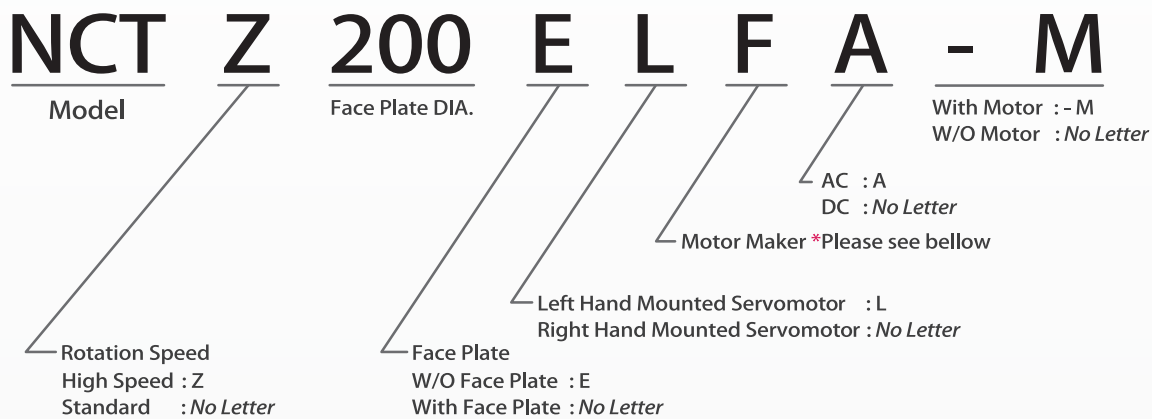 NCT Z 200 E L F A - M
Model
Face Plate DIA.
With Motor : - M
W/O Motor : No Letter
AC : A
DC : No Letter
Motor Maker *Please see bellow
Left Hand Mounted Servomotor : L
Right Hand Mounted Servomotor : No Letter
Rotation Speed
High Speed : Z
Standard : No Letter
Face Plate
W/O Face Plate : E
With Face Plate : No Letter